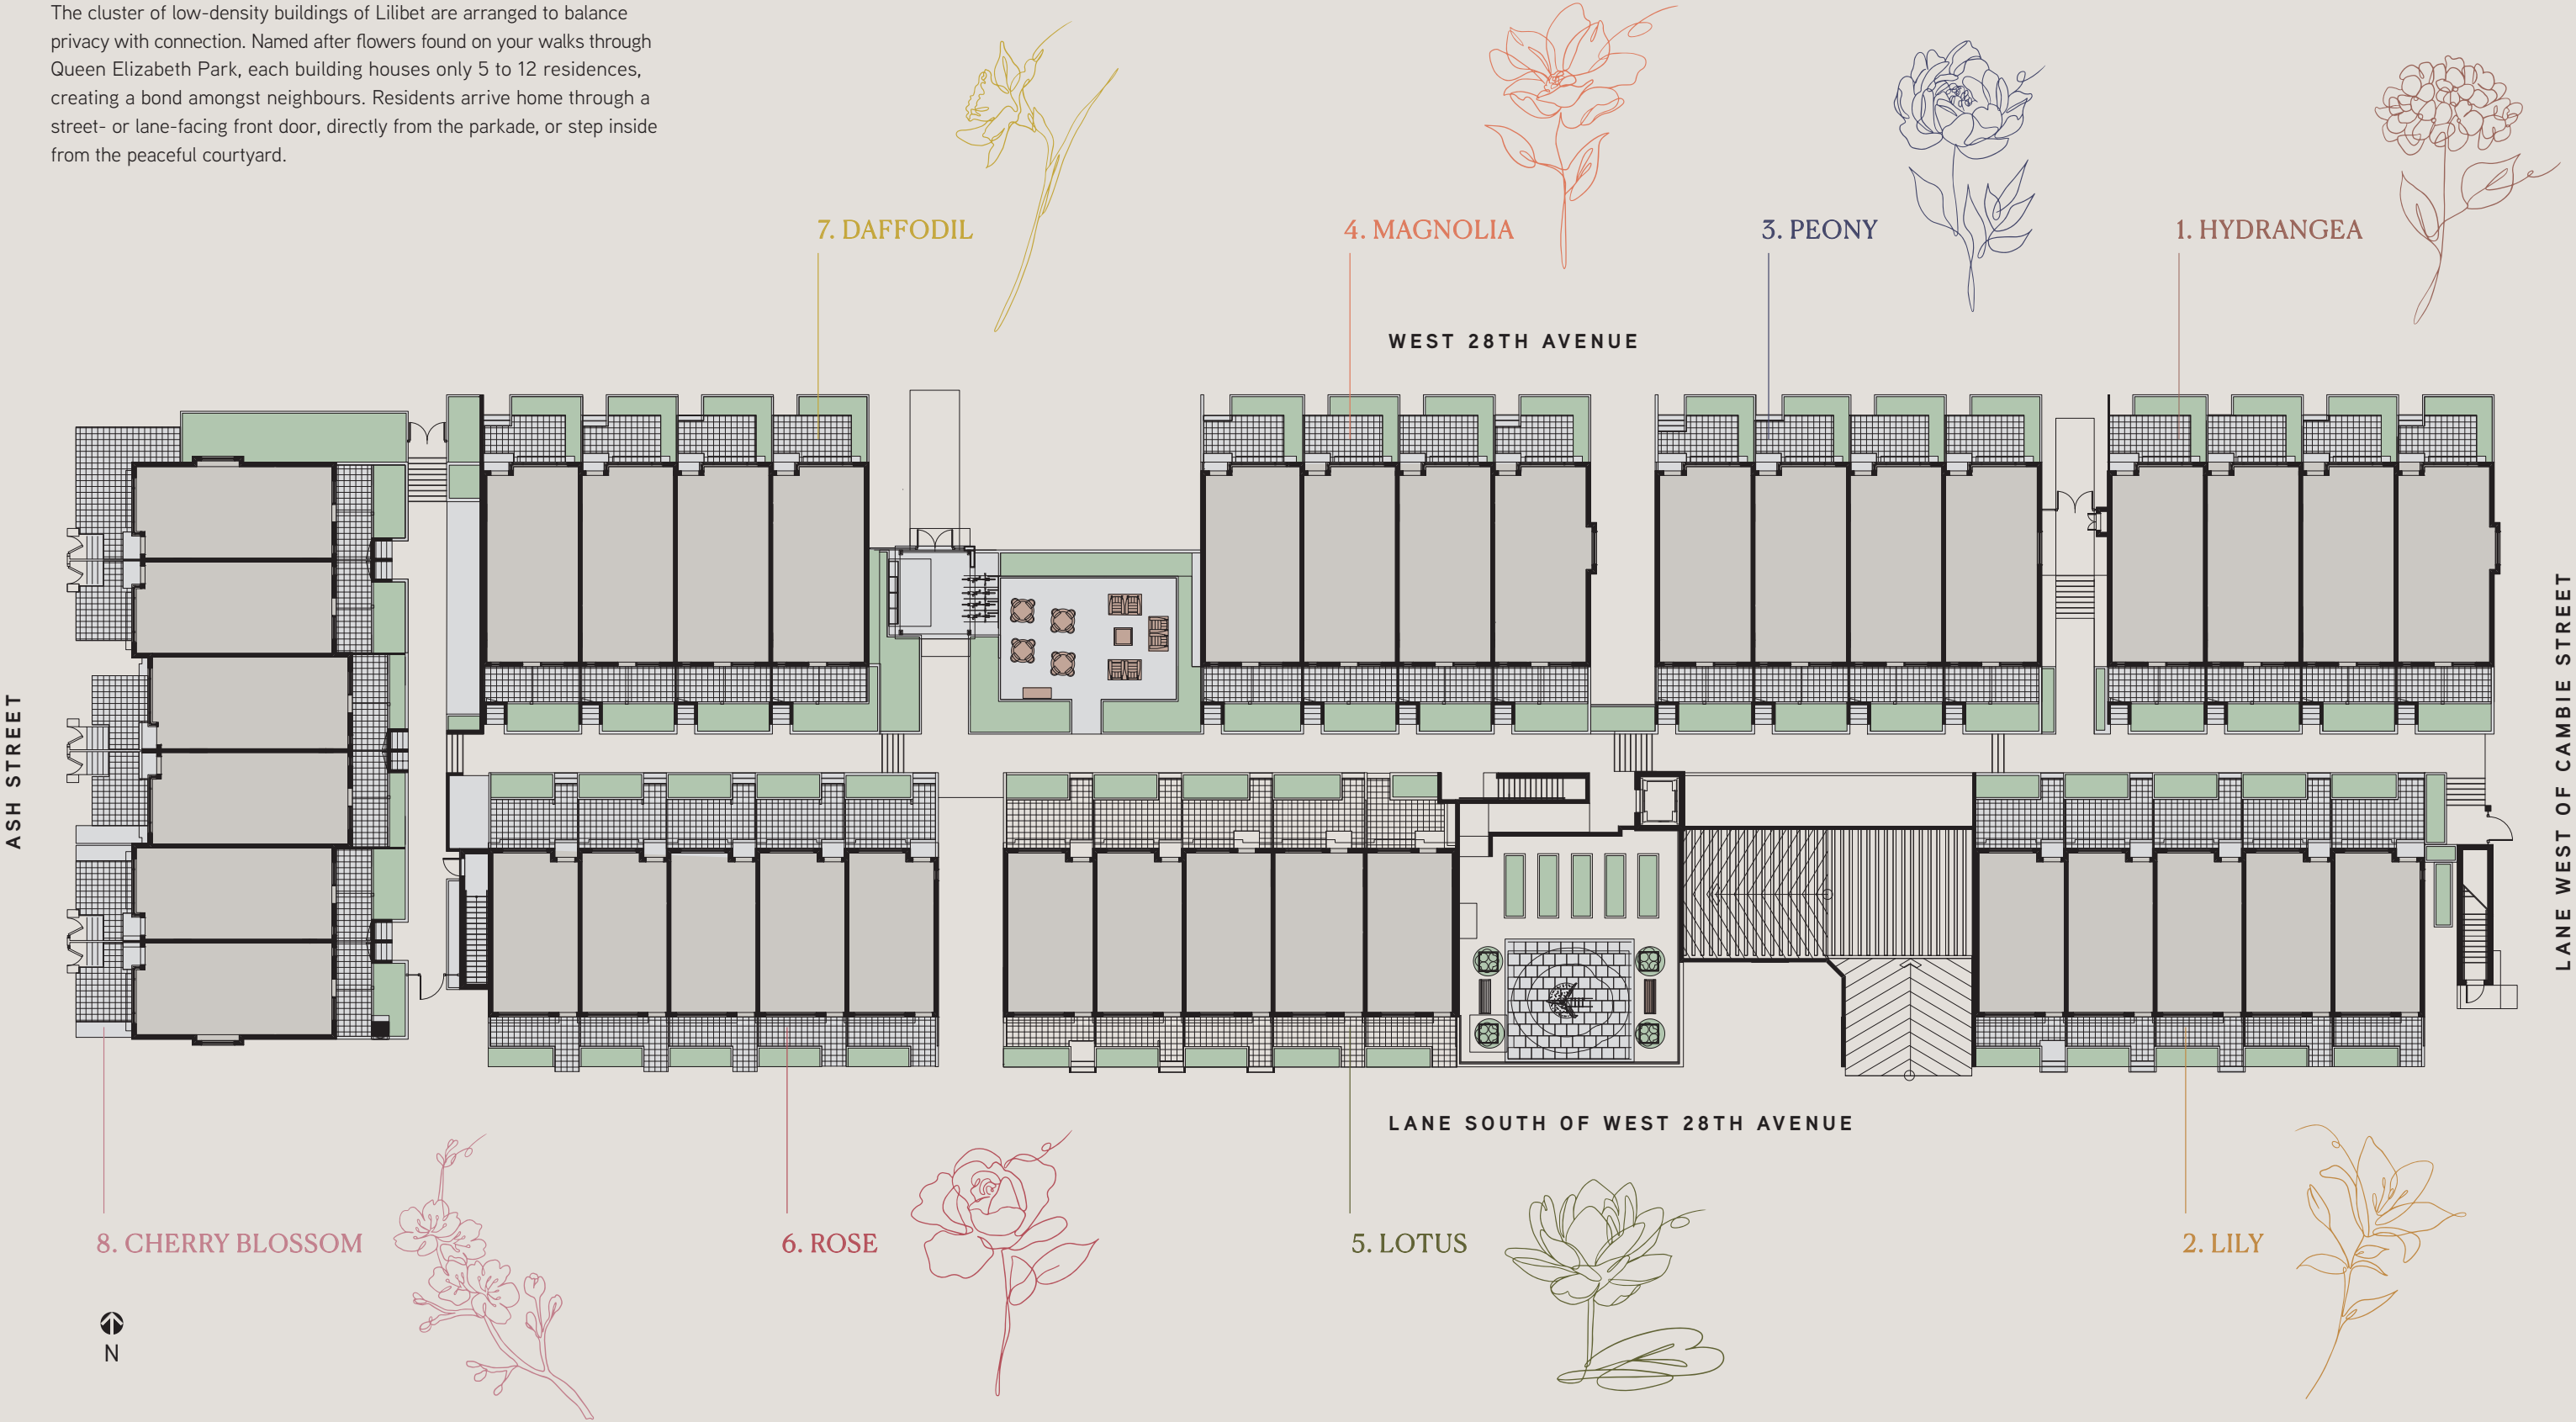 The cluster of low-density buildings of Lilibet are arranged to balance
privacy with connection. Named after flowers found on your walks through
Queen Elizabeth Park, each building houses only 5 to 12 residences,
creating a bond amongst neighbours. Residents arrive home through a
street- or lane-facing front door, directly from the parkade, or step inside
from the peaceful courtyard.
7. DAFFODIL
4. MAGNOLIA
3. PEONY
1. HYDRANGEA
WEST 28TH AVENUE
ASH STREET
LANE WEST OF CAMBIE STREET
LANE SOUTH OF WEST 28TH AVENUE
8. CHERRY BLOSSOM
6. ROSE
5. LOTUS
2. LILY
N